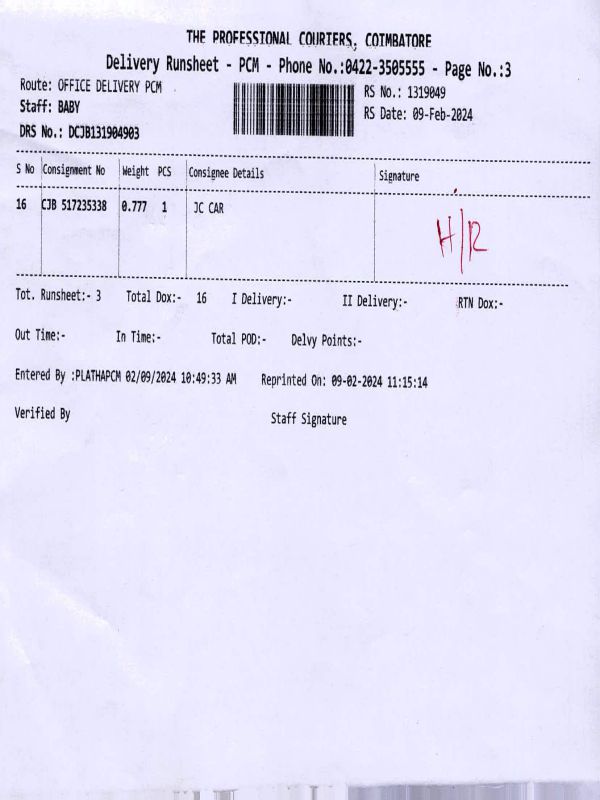 THE PROFESSIONAL COURIERS, COIMBATORE
Delivery Runsheet - PCM - Phone No.:0422-3505555 - Page No.:3
Route: OFFICE DELIVERY PCM
RS No.: 1319049
Staff: BABY
RS Date: 09-Feb-2024
DRS No.: DCJB131904903
S No Consignment No Weight PCS Consignee Details Signature
16 CJB 517235338 0.777 1 JC CAR
H/R
Tot. Runsheet:- 3 Total Dox:- 16 I Delivery:- II Delivery:- RTN Dox:-
Out Time:- In Time:- Total POD:- Delvy Points:-
Entered By :PLATHAPCM 02/09/2024 10:49:33 AM Reprinted On: 09-02-2024 11:15:14
Verified By Staff Signature